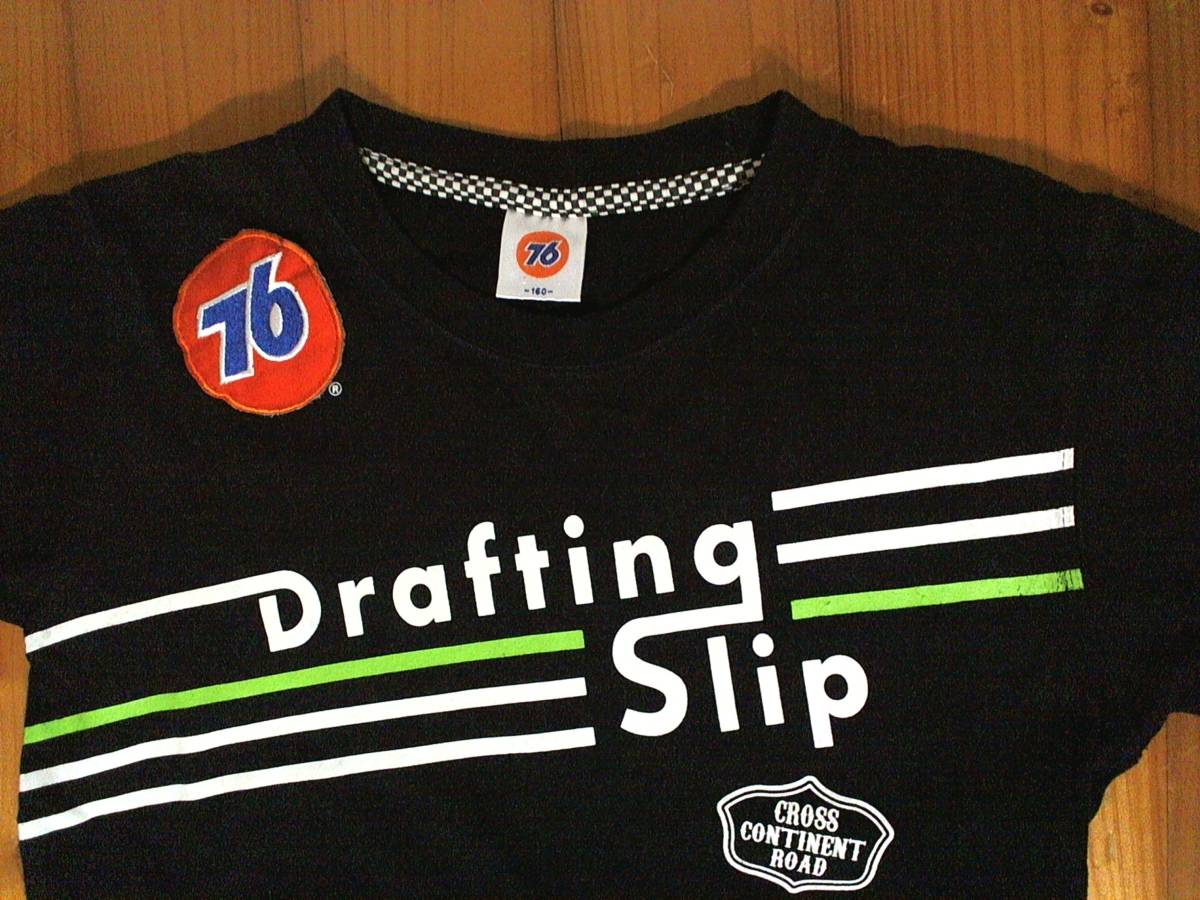 76
-160-
76
®
Drafting
Slip
CROSS
CONTINENT
ROAD